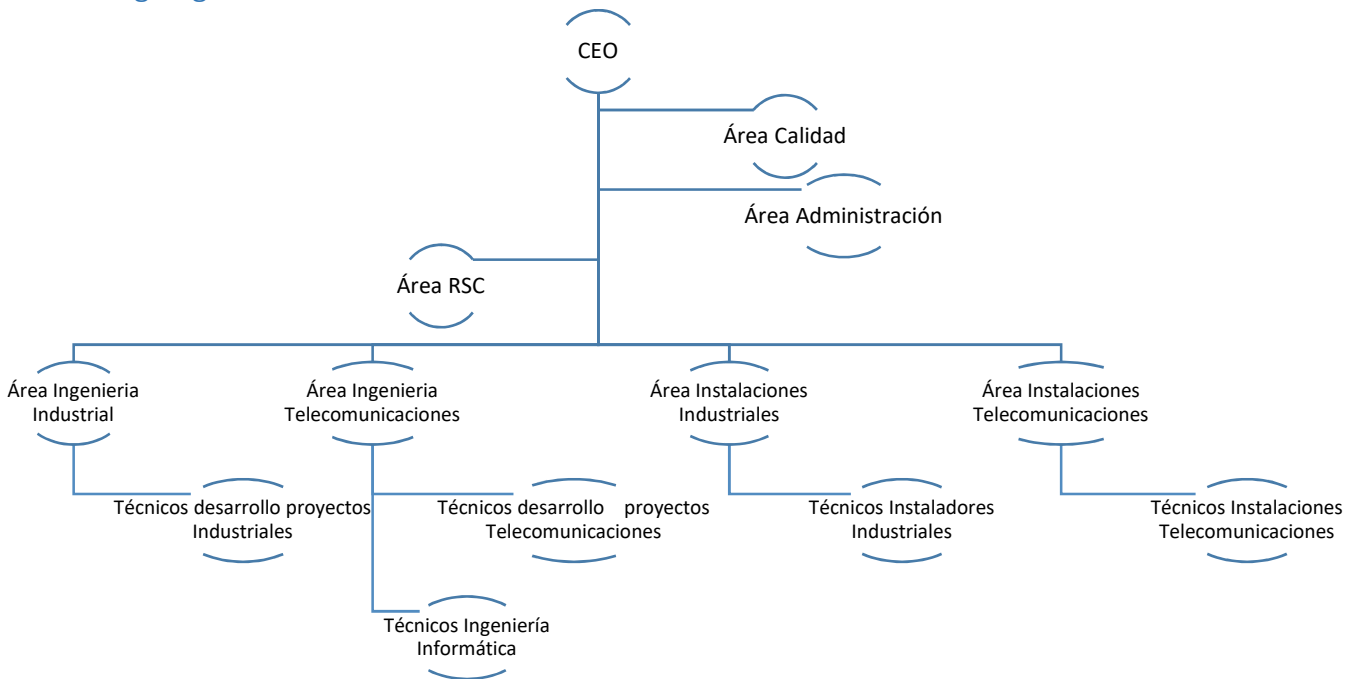 CEO
Área Calidad
Área Administración
Área RSC
Área Ingenieria
Industrial
Área Ingenieria
Telecomunicaciones
Área Instalaciones
Industriales
Área Instalaciones
Telecomunicaciones
Técnicos desarrollo proyectos
Industriales
Técnicos desarrollo proyectos
Telecomunicaciones
Técnicos Instaladores
Industriales
Técnicos Instalaciones
Telecomunicaciones
Técnicos Ingeniería
Informática